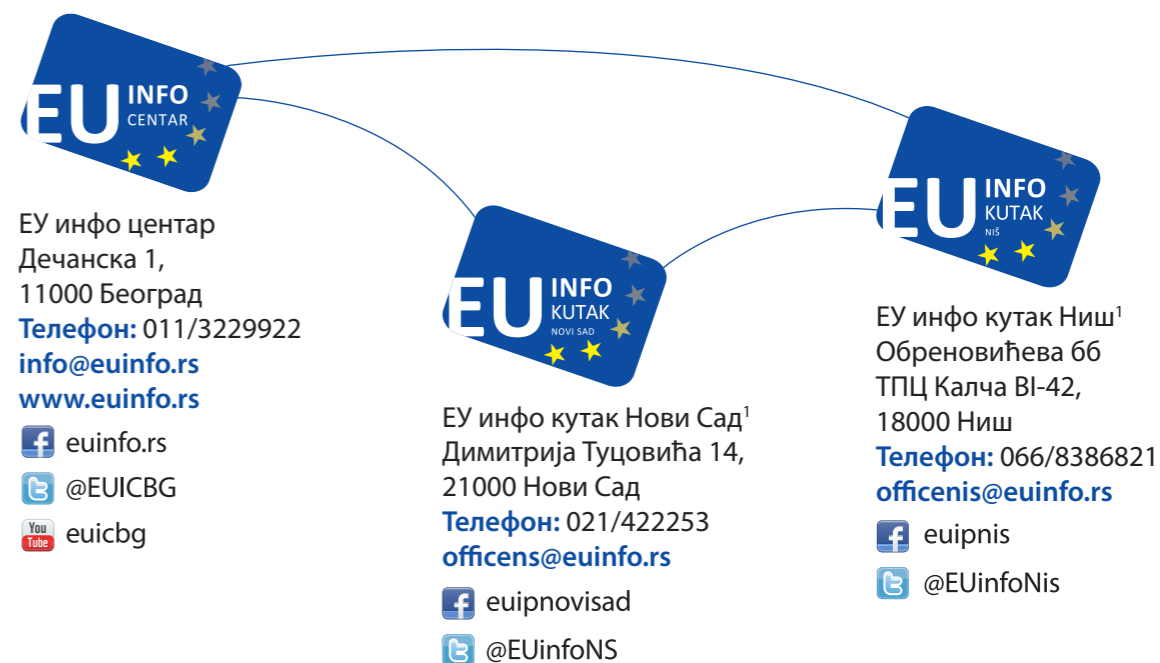 EU INFO
CENTAR
ЕУ инфо центар
Дечанска 1,
11000 Београд
Телефон: 011/3229922
info@euinfo.rs
www.euinfo.rs
euinfo.rs
@EUICBG
You Tube euicbg
EU INFO
KUTAK
NOVI SAD
ЕУ инфо кутак Нови Сад¹
Димитрија Туцовића 14,
21000 Нови Сад
Телефон: 021/422253
officens@euinfo.rs
euipnovisad
@EUinfoNS
EU INFO
KUTAK
NIŠ
ЕУ инфо кутак Ниш¹
Обреновићева бб
ТПЦ Калча BI-42,
18000 Ниш
Телефон: 066/8386821
officenis@euinfo.rs
euipnis
@EUinfoNis